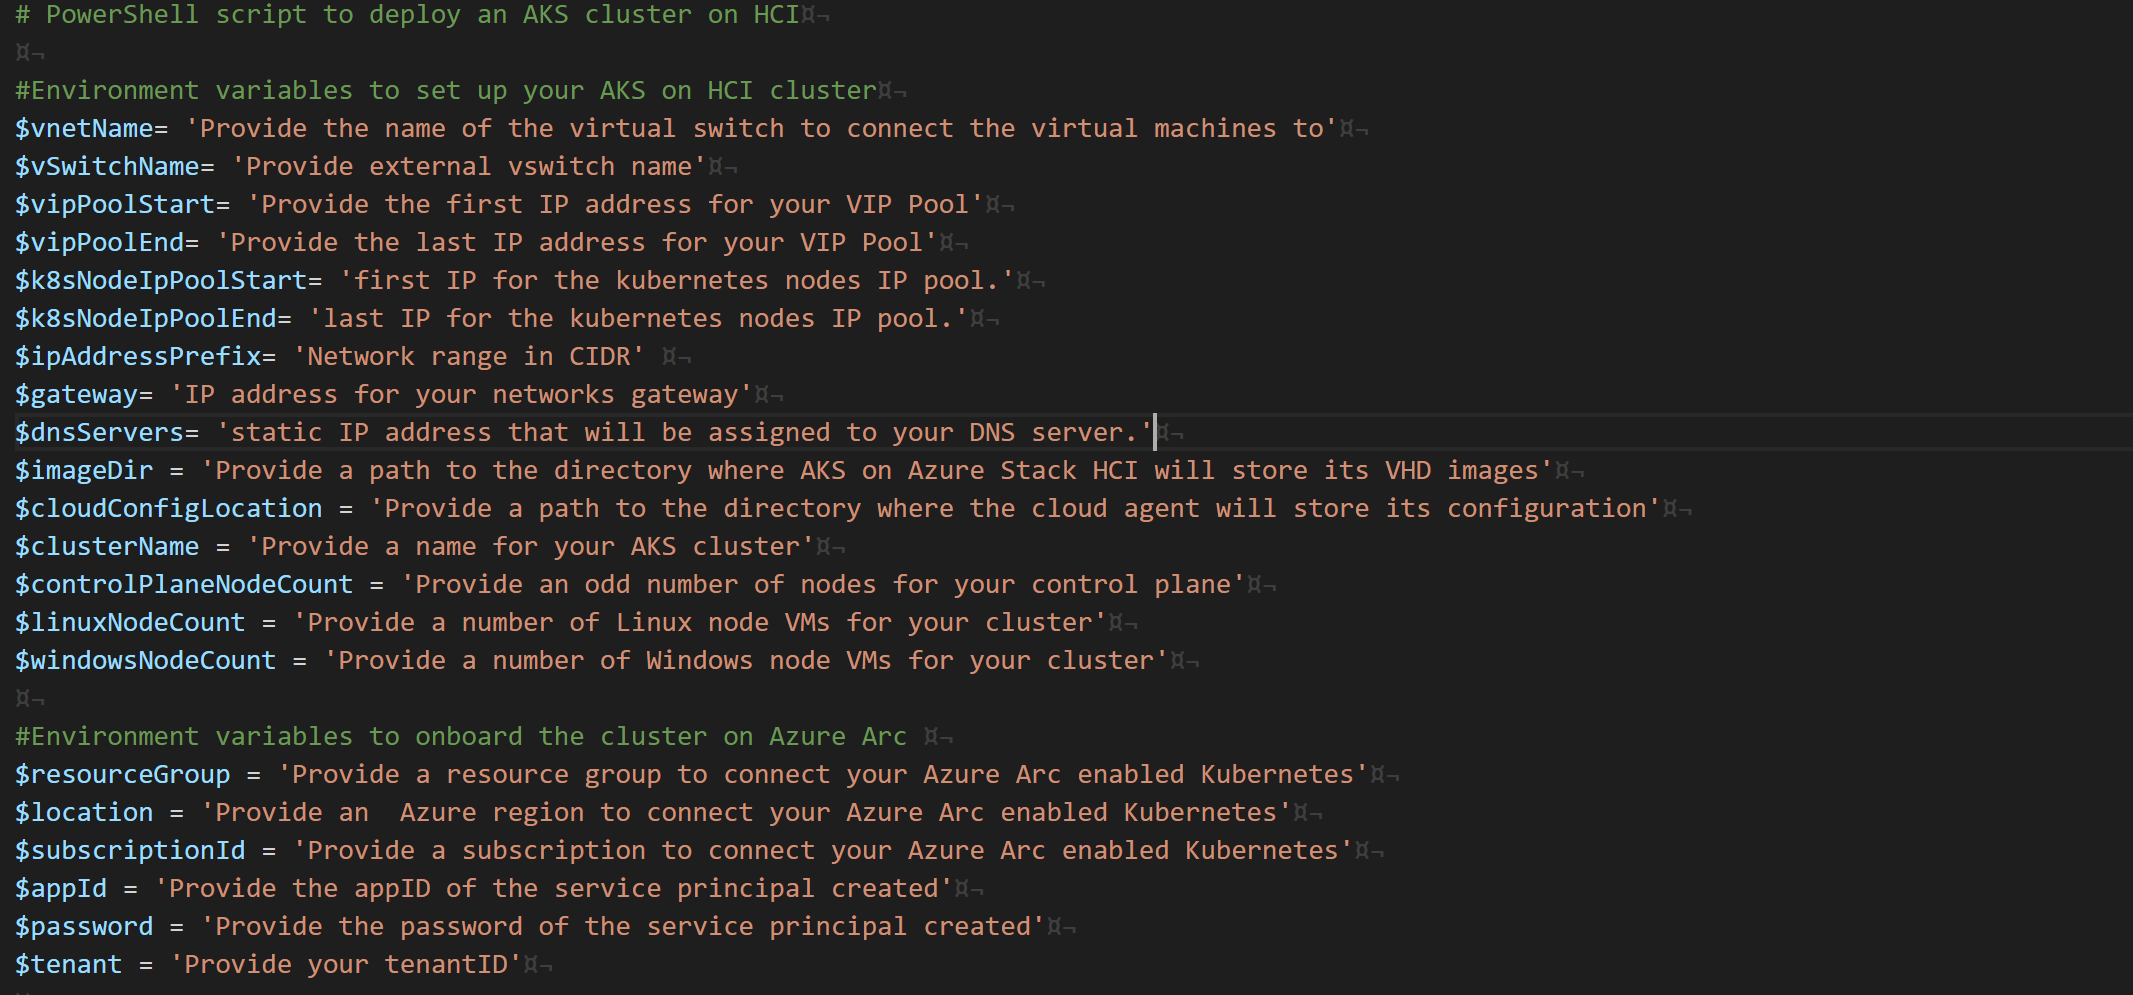 # PowerShell script to deploy an AKS cluster on HCI¤¬
¤¬
#Environment variables to set up your AKS on HCI cluster¤¬
$vnetName= 'Provide the name of the virtual switch to connect the virtual machines to'¤¬
$vSwitchName= 'Provide external vswitch name'¤¬
$vipPoolStart= 'Provide the first IP address for your VIP Pool'¤¬
$vipPoolEnd= 'Provide the last IP address for your VIP Pool'¤¬
$k8sNodeIpPoolStart= 'first IP for the kubernetes nodes IP pool.'¤¬
$k8sNodeIpPoolEnd= 'last IP for the kubernetes nodes IP pool.'¤¬
$ipAddressPrefix= 'Network range in CIDR' ¤¬
$gateway= 'IP address for your networks gateway'¤¬
$dnsServers= 'static IP address that will be assigned to your DNS server.'¤¬
$imageDir = 'Provide a path to the directory where AKS on Azure Stack HCI will store its VHD images'¤¬
$cloudConfigLocation = 'Provide a path to the directory where the cloud agent will store its configuration'¤¬
$clusterName = 'Provide a name for your AKS cluster'¤¬
$controlPlaneNodeCount = 'Provide an odd number of nodes for your control plane'¤¬
$linuxNodeCount = 'Provide a number of Linux node VMs for your cluster'¤¬
$windowsNodeCount = 'Provide a number of Windows node VMs for your cluster'¤¬
¤¬
#Environment variables to onboard the cluster on Azure Arc ¤¬
$resourceGroup = 'Provide a resource group to connect your Azure Arc enabled Kubernetes'¤¬
$location = 'Provide an  Azure region to connect your Azure Arc enabled Kubernetes'¤¬
$subscriptionId = 'Provide a subscription to connect your Azure Arc enabled Kubernetes'¤¬
$appId = 'Provide the appID of the service principal created'¤¬
$password = 'Provide the password of the service principal created'¤¬
$tenant = 'Provide your tenantID'¤¬